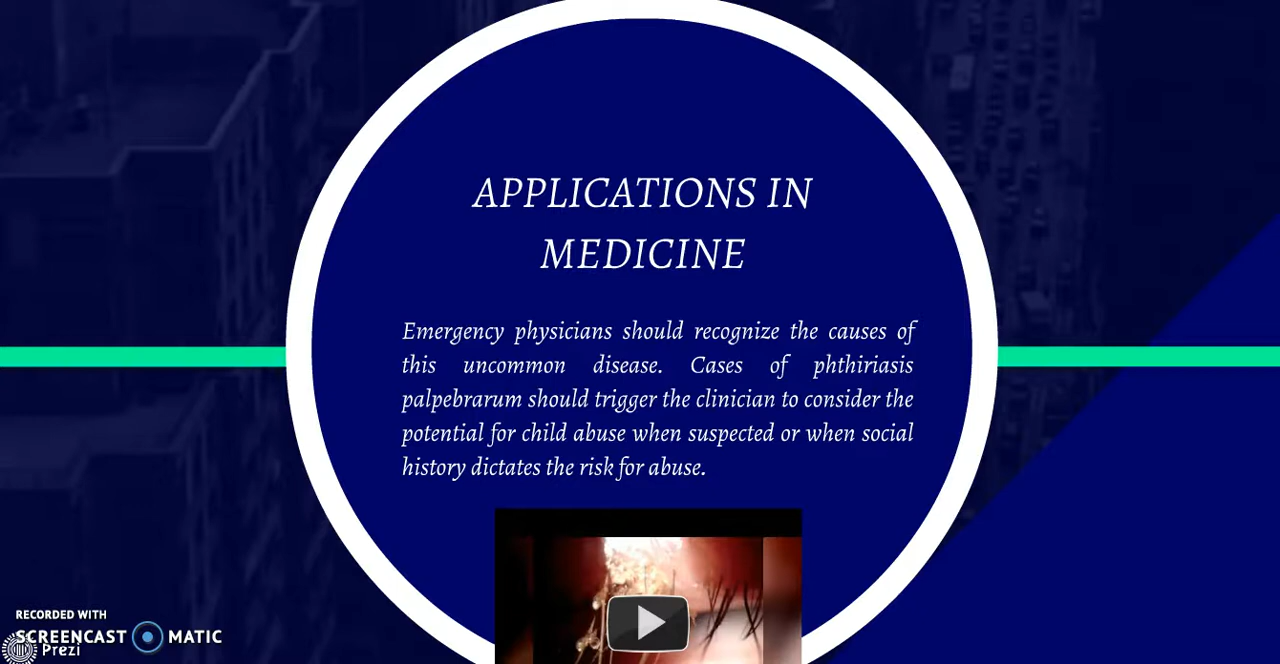 APPLICATIONS IN
MEDICINE
Emergency physicians should recognize the causes of
this uncommon disease. Cases of phthiriasis
palpebrarum should trigger the clinician to consider the
potential for child abuse when suspected or when social
history dictates the risk for abuse.
RECORDED WITH
SCREENCAST MATIC
Prezi